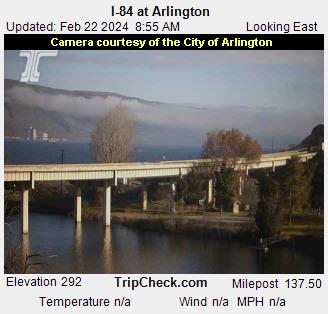 I-84 at Arlington
Updated: Feb 22 2024 8:55 AM Looking East
Camera courtesy of the City of Arlington
Elevation 292 TripCheck.com Milepost 137.50
Temperature n/a Wind n/a MPH n/a